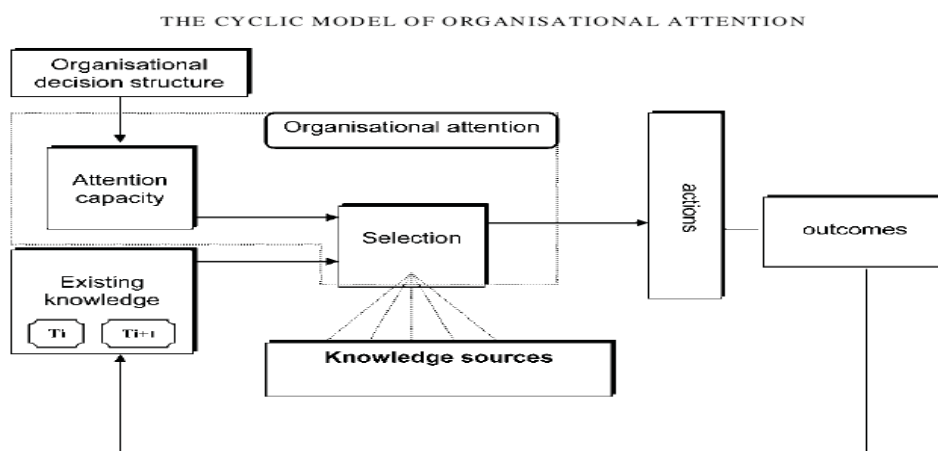 THE CYCLIC MODEL OF ORGANISATIONAL ATTENTION
Organisational
decision structure
Organisational attention
Attention
capacity
Selection
actions
outcomes
Existing
knowledge
Ti
Ti+1
Knowledge sources